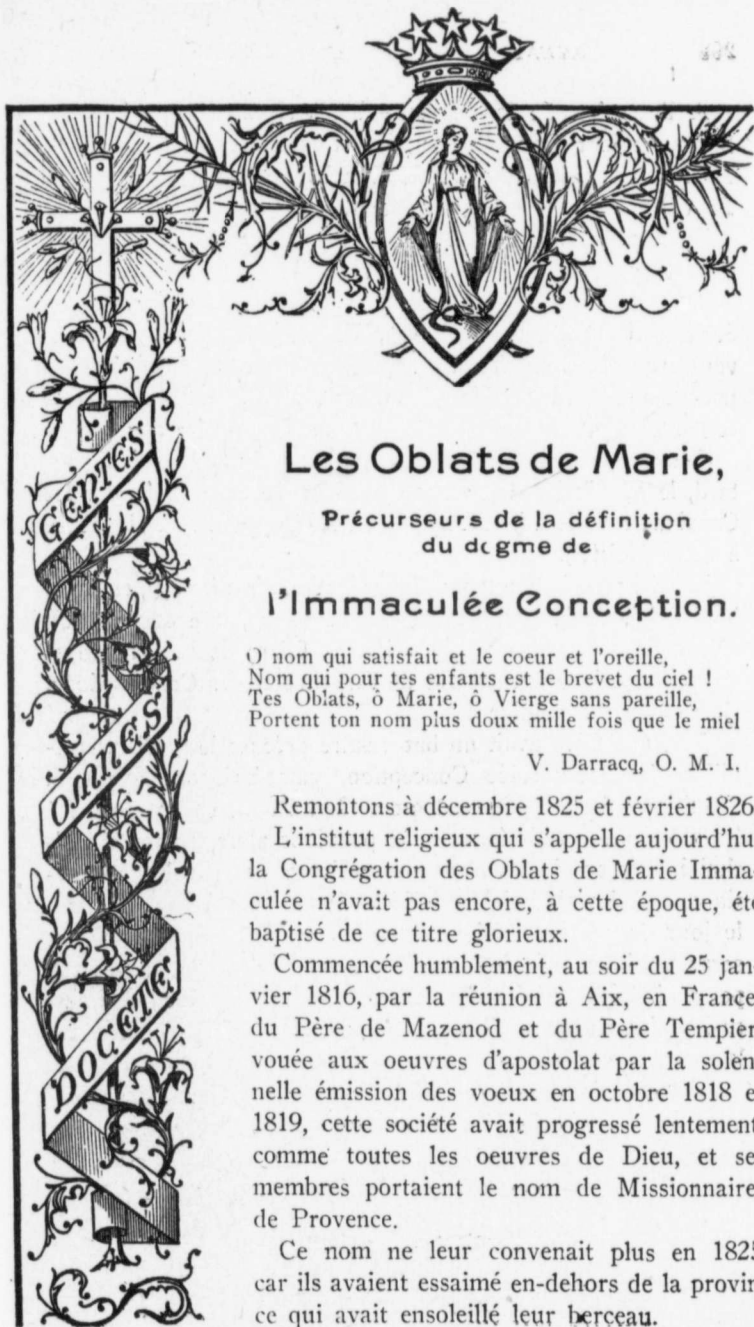 GENTES
OMNES
DOCETE
Les Oblats de Marie,
Précurseurs de la définition
du dogme de
l'Immaculée Conception.
O nom qui satisfait et le coeur et l'oreille,
Nom qui pour tes enfants est le brevet du ciel !
Tes Oblats, ô Marie, ô Vierge sans pareille,
Portent ton nom plus doux mille fois que le miel
V. Darracq, O. M. I.
Remontons à décembre 1825 et février 1826
L'institut religieux qui s'appelle aujourd'hu
la Congrégation des Oblats de Marie Imma
culée n'avait pas encore, à cette époque, été
baptisé de ce titre glorieux.
Commencée humblement, au soir du 25 jan
vier 1816, par la réunion à Aix, en France
du Père de Mazenod et du Père Tempier
vouée aux oeuvres d'apostolat par la solen
nelle émission des voeux en octobre 1818 e
1819, cette société avait progressé lentement
comme toutes les oeuvres de Dieu, et se
membres portaient le nom de Missionnaire
de Provence.
Ce nom ne leur convenait plus en 1825
car ils avaient essaimé en-dehors de la provin
ce qui avait ensoleillé leur berceau.